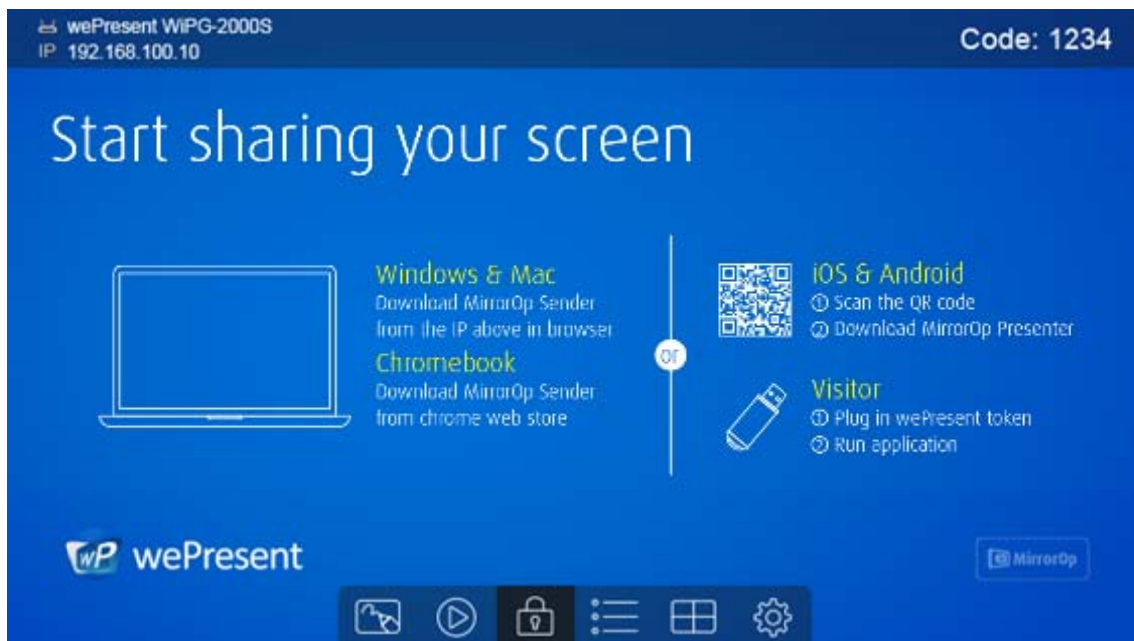 wePresent WiPG-2000S
IP 192.168.100.10
Code: 1234
Start sharing your screen
Windows & Mac
Download MirrorOp Sender
from the IP above in browser
Chromebook
Download MirrorOp Sender
from chrome web store
or
iOS & Android
① Scan the QR code
② Download MirrorOp Presenter
Visitor
① Plug in wePresent token
② Run application
wP wePresent
MirrorOp